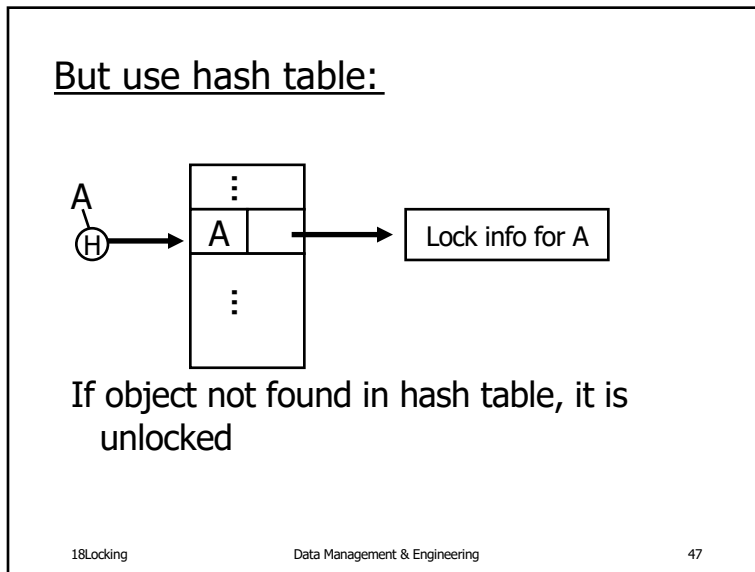 But use hash table:
A
H
⋮
A
⋮
Lock info for A
If object not found in hash table, it is
unlocked
18Locking Data Management & Engineering 47